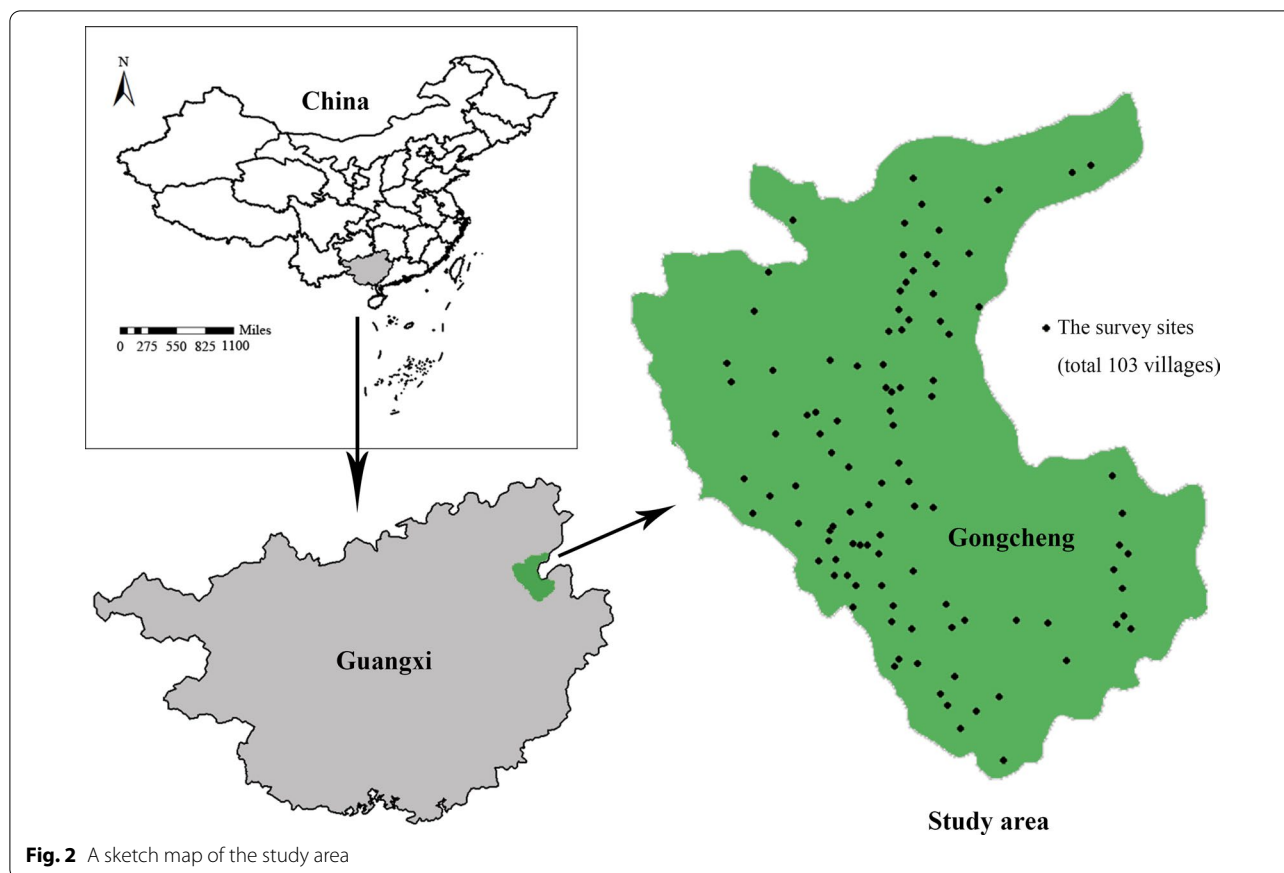 N
China
Miles
0 275 550 825 1100
The survey sites
(total 103 villages)
Gongcheng
Guangxi
Study area
Fig. 2 A sketch map of the study area